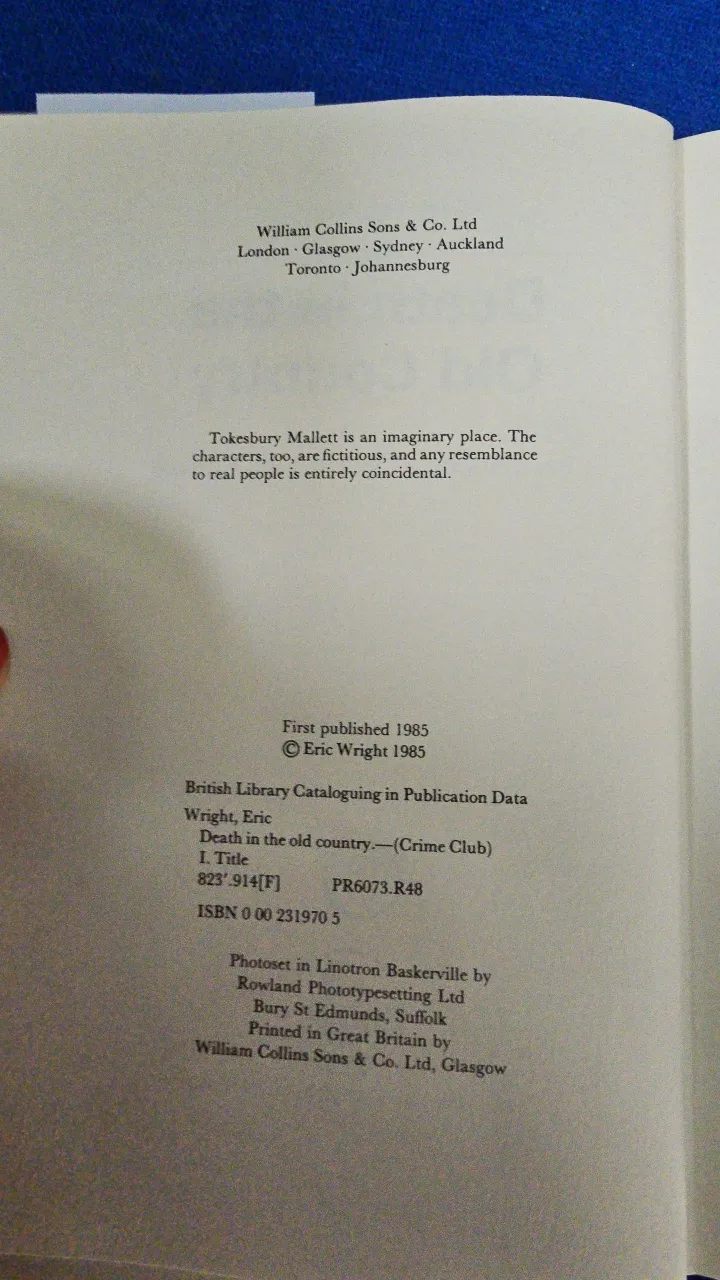 William Collins Sons & Co. Ltd
London · Glasgow · Sydney · Auckland
Toronto · Johannesburg
Tokesbury Mallett is an imaginary place. The
characters, too, are fictitious, and any resemblance
to real people is entirely coincidental.
First published 1985
© Eric Wright 1985
British Library Cataloguing in Publication Data
Wright, Eric
Death in the old country.—(Crime Club)
I. Title
823′.914[F] PR6073.R48
ISBN 0 00 231970 5
Photoset in Linotron Baskerville by
Rowland Phototypesetting Ltd
Bury St Edmunds, Suffolk
Printed in Great Britain by
William Collins Sons & Co. Ltd, Glasgow